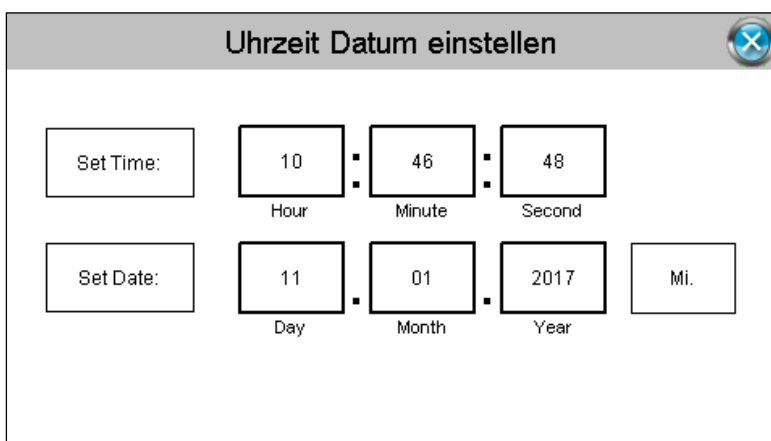 Uhrzeit Datum einstellen
Set Time: 10 : 46 : 48
Hour Minute Second
Set Date: 11 . 01 . 2017 Mi.
Day Month Year